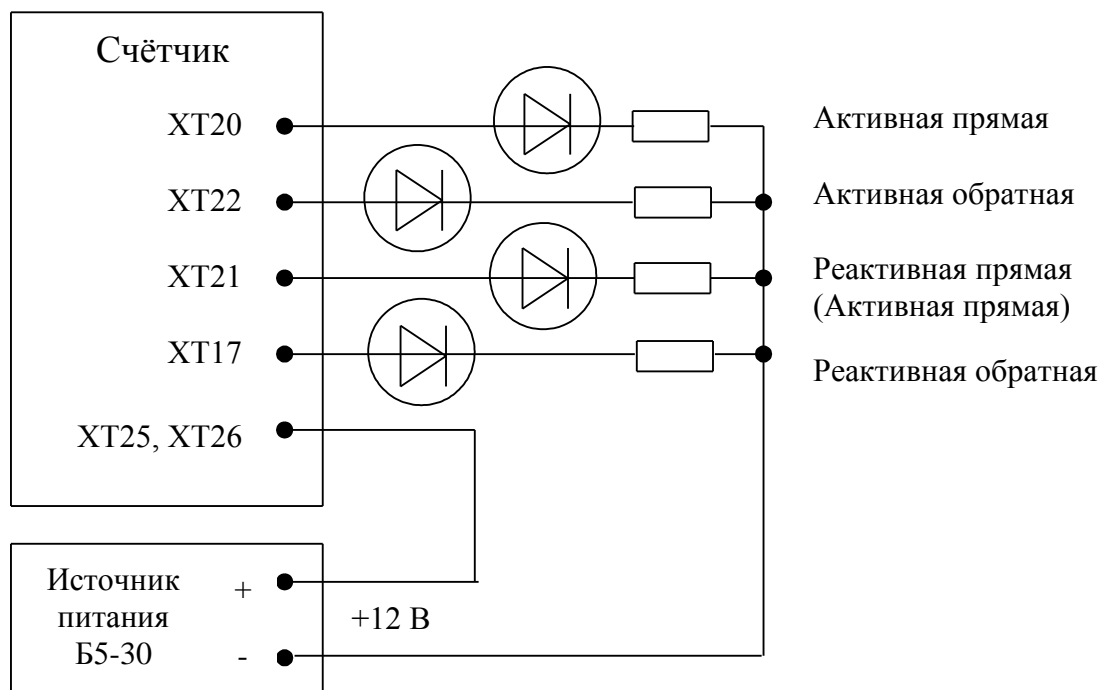 Счётчик
XT20
Активная прямая
XT22
Активная обратная
XT21
Реактивная прямая
(Активная прямая)
XT17
Реактивная обратная
XT25, XT26
Источник
питания
Б5-30
+
-
+12 В